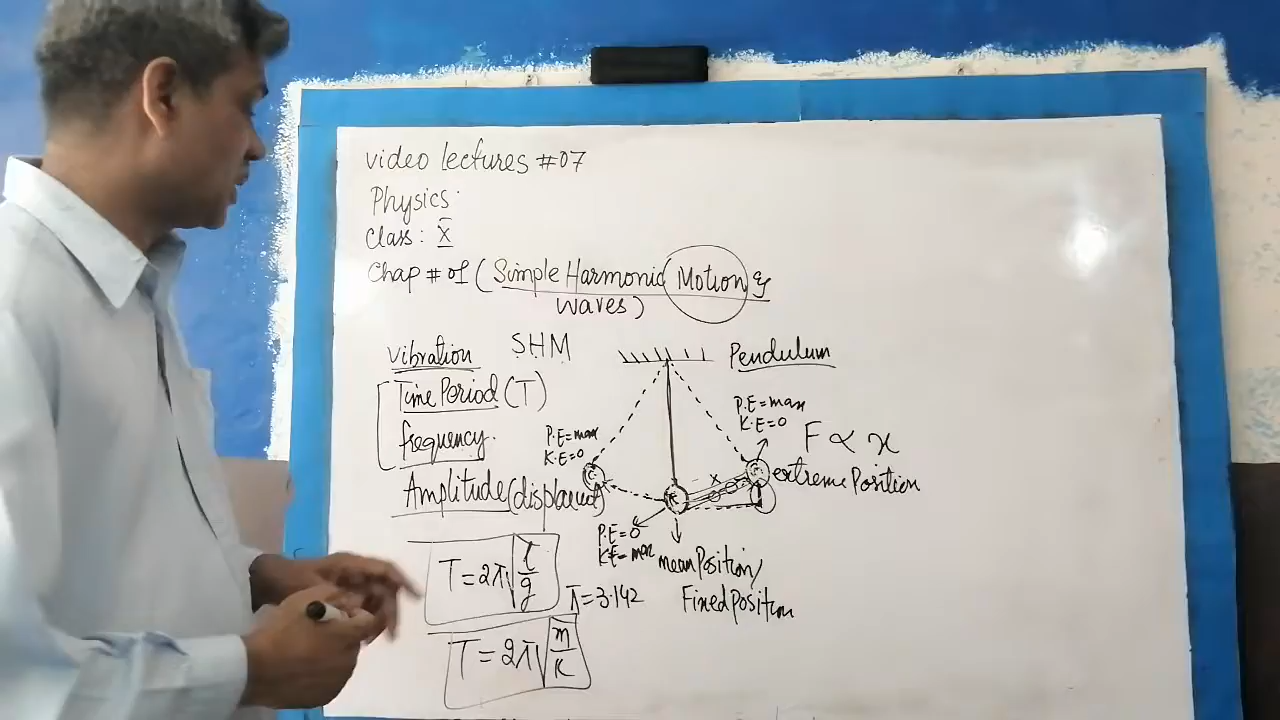 video lectures #07
Physics
Class: X
Chap # 01 (Simple Harmonic Motion &
waves)
vibration SHM
Pendulum
Time Period (T)
frequency.
Amplitude
P.E=max
K.E=0
A
P.E=max
K.E=0
F ∝ x
extreme Position
x
P.E=0
K.E=max
mean Position/
Fixed Position
T=2π√l/g
π=3.142
T=2π√m/k